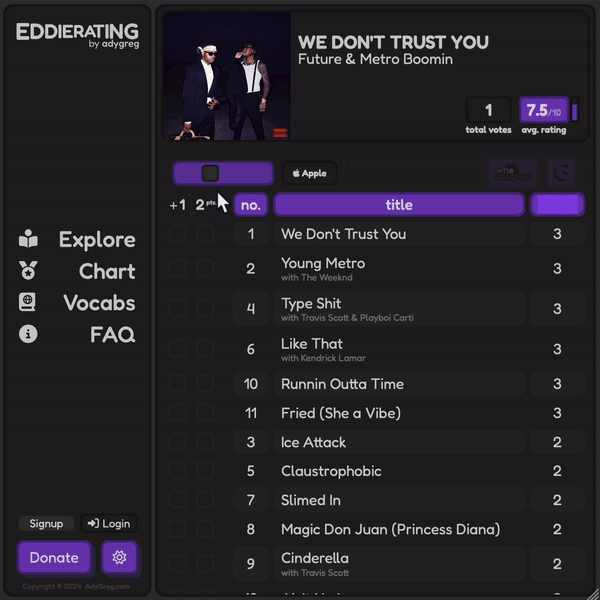 EDDIERATING
by adygreg
Explore
Chart
Vocabs
FAQ
Signup
Login
Donate
Copyright © 2024 AdyGreg.com
WE DON'T TRUST YOU
Future & Metro Boomin
1
total votes
7.5/10
avg. rating
Apple
who
+1 2 pts. no. title
1 We Don't Trust You 3
2 Young Metro 3
with The Weeknd
4 Type Shit 3
with Travis Scott & Playboi Carti
6 Like That 3
with Kendrick Lamar
10 Runnin Outta Time 3
11 Fried (She a Vibe) 3
3 Ice Attack 2
5 Claustrophobic 2
7 Slimed In 2
8 Magic Don Juan (Princess Diana) 2
9 Cinderella 2
with Travis Scott